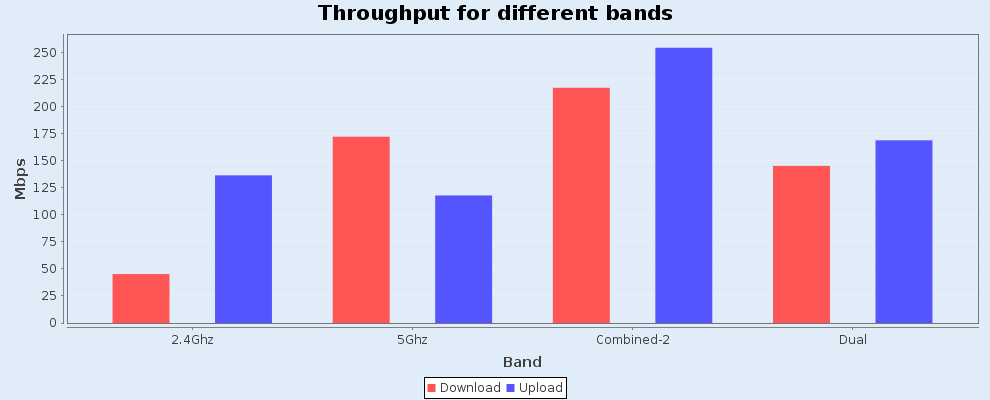 Throughput for different bands
Mbps
250
225
200
175
150
125
100
75
50
25
0
2.4Ghz 5Ghz Combined-2 Dual
Band
Download Upload